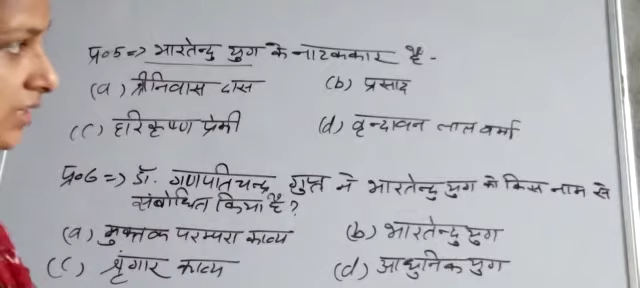 प्र०5=> भारतेन्दु युग के नाटककार है -
(a) श्रीनिवास दास (b) प्रसाद
(c) हरिकृष्ण प्रेमी (d) वृन्दावन लाल वर्मा
प्र०6=> डॉ. गणपतिचन्द्र गुप्त ने भारतेन्दु युग को किस नाम से
संबोधित किया है?
(a) मुक्तक परम्परा काव्य (b) भारतेन्दु युग
(c) श्रृंगार काव्य (d) आधुनिक युग